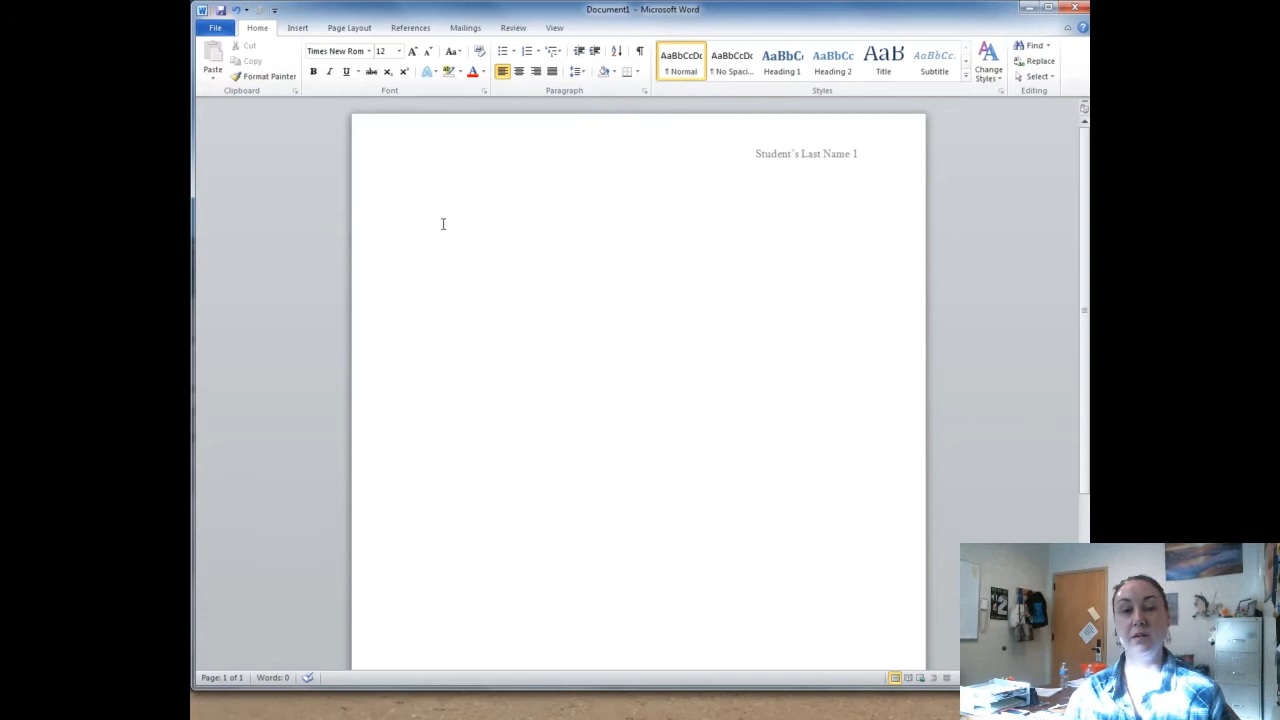 Document1 - Microsoft Word
File Home Insert Page Layout References Mailings Review View
Paste
Cut
Copy
Format Painter
Clipboard
Times New Rom 12
Font
Paragraph
AaBbCcDc AaBbCcDc AaBbC AaBbCc AaB AaBbCc.
¶ Normal ¶ No Spaci... Heading 1 Heading 2 Title Subtitle
Styles
Change
Styles
Find
Replace
Select
Editing
Student's Last Name 1
Page: 1 of 1 Words: 0